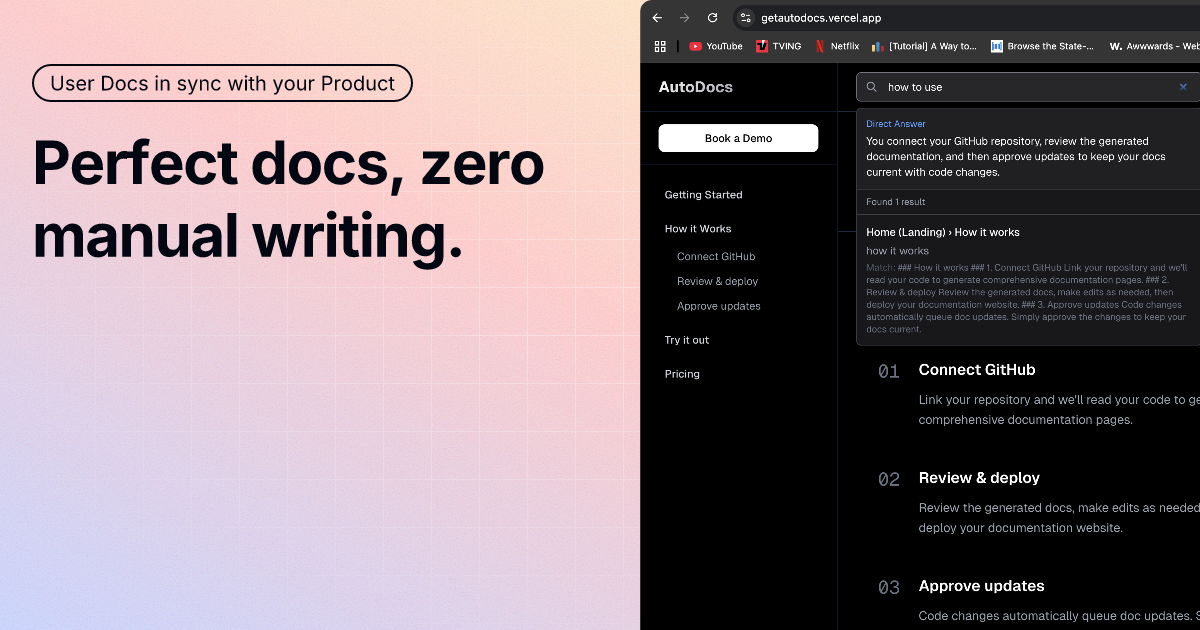 User Docs in sync with your Product
Perfect docs, zero
manual writing.
getautodocs.vercel.app
YouTube
TVING
Netflix
[Tutorial] A Way to...
Browse the State-...
W. Awwwards - Web
AutoDocs
Book a Demo
Getting Started
How it Works
Connect GitHub
Review & deploy
Approve updates
Try it out
Pricing
how to use
Direct Answer
You connect your GitHub repository, review the generated
documentation, and then approve updates to keep your docs
current with code changes.
Found 1 result
Home (Landing) › How it works
how it works
Match: ### How it works ### 1. Connect GitHub Link your repository and we'll
read your code to generate comprehensive documentation pages. ### 2.
Review & deploy Review the generated docs, make edits as needed, then
deploy your documentation website. ### 3. Approve updates Code changes
automatically queue doc updates. Simply approve the changes to keep your
docs current.
01 Connect GitHub
Link your repository and we'll read your code to ge
comprehensive documentation pages.
02 Review & deploy
Review the generated docs, make edits as needed
deploy your documentation website.
03 Approve updates
Code changes automatically queue doc updates. S